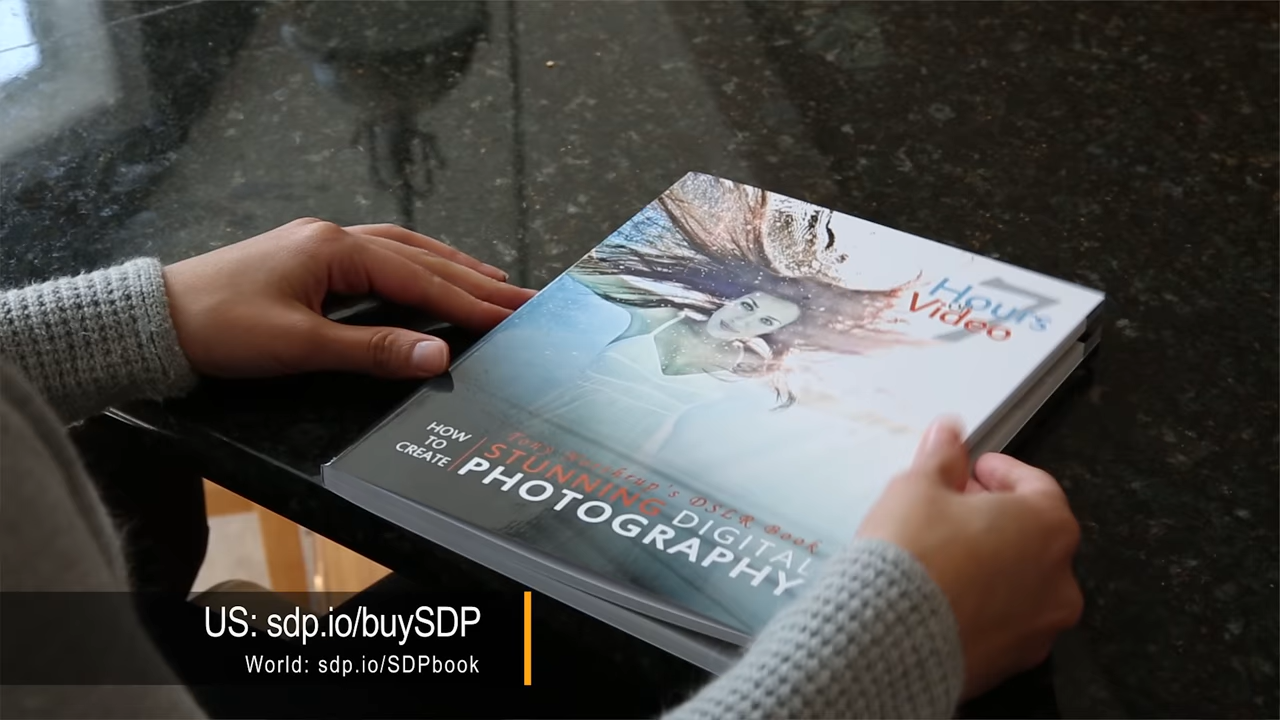 7
Hours
of
Video
HOW
TO
CREATE
Tony Northrup's DSLR Book
STUNNING DIGITAL
PHOTOGRAPHY
US: sdp.io/buySDP
World: sdp.io/SDPbook